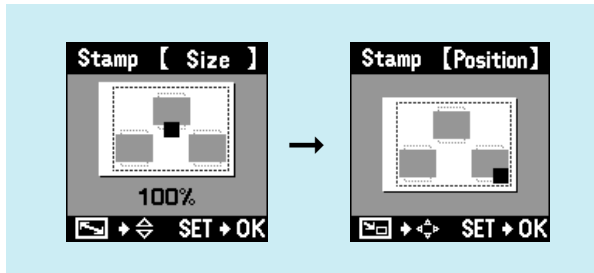 Stamp [ Size ]
100%
SET OK
Stamp [Position]
SET OK